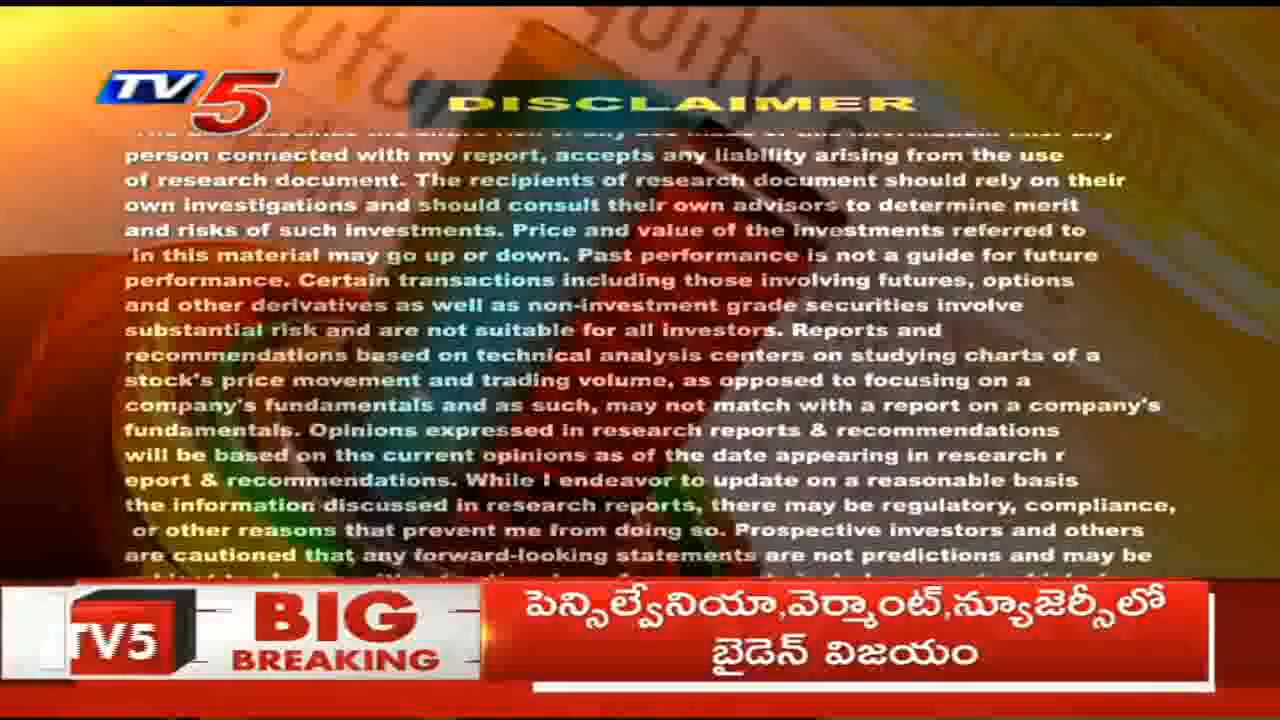 TV5
DISCLAIMER
person connected with my report, accepts any liability arising from the use
of research document. The recipients of research document should rely on their
own investigations and should consult their own advisors to determine merit
and risks of such investments. Price and value of the investments referred to
in this material may go up or down. Past performance is not a guide for future
performance. Certain transactions including those involving futures, options
and other derivatives as well as non-investment grade securities involve
substantial risk and are not suitable for all investors. Reports and
recommendations based on technical analysis centers on studying charts of a
stock's price movement and trading volume, as opposed to focusing on a
company's fundamentals and as such, may not match with a report on a company's
fundamentals. Opinions expressed in research reports & recommendations
will be based on the current opinions as of the date appearing in research r
eport & recommendations. While I endeavor to update on a reasonable basis
the information discussed in research reports, there may be regulatory, compliance,
or other reasons that prevent me from doing so. Prospective investors and others
are cautioned that any forward-looking statements are not predictions and may be
TV5
BIG
BREAKING
పెన్సిల్వేనియా,వెర్మాంట్,న్యూజెర్సీలో
బైడెన్ విజయం